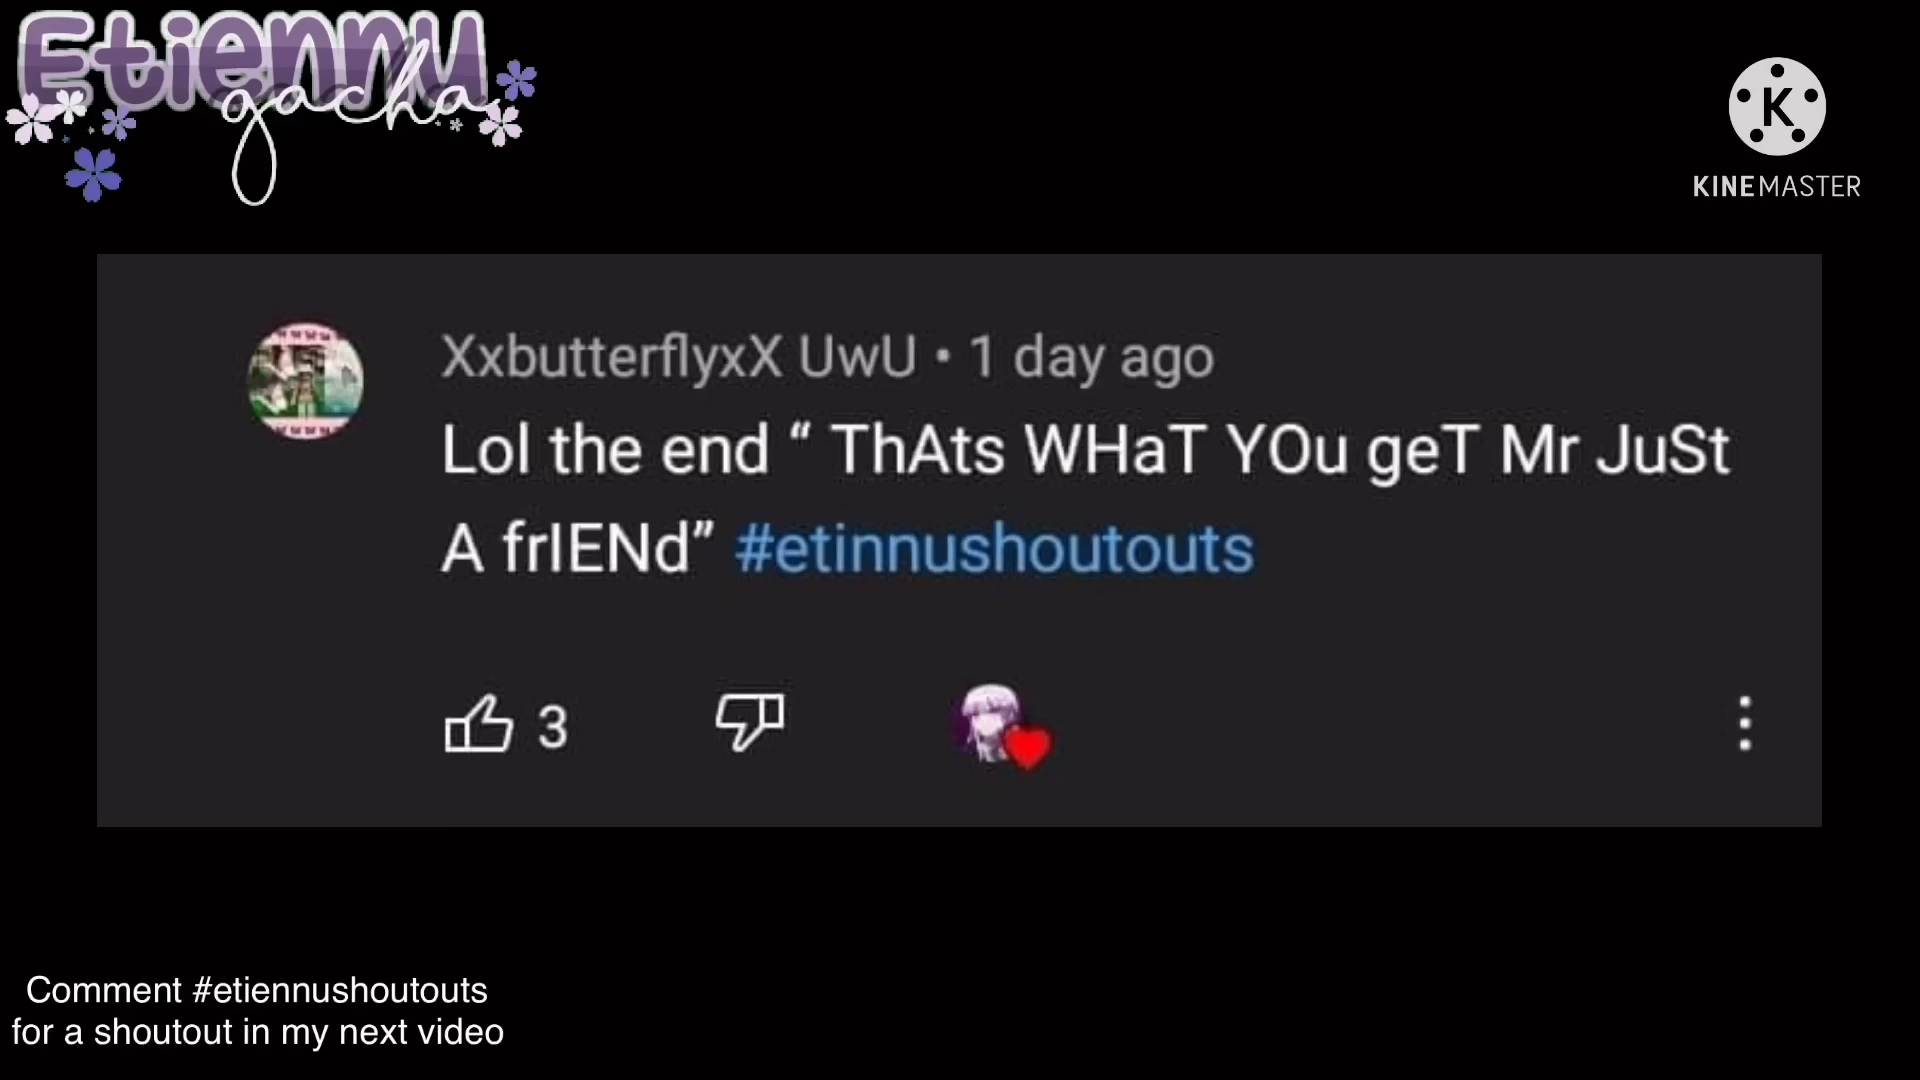 Etiennu
gacha
K
KINEMASTER
XxbutterflyxX UwU • 1 day ago
Lol the end “ ThAts WHaT YOu geT Mr JuSt
A frIENd” #etinnushoutouts
3
Comment #etiennushoutouts
for a shoutout in my next video